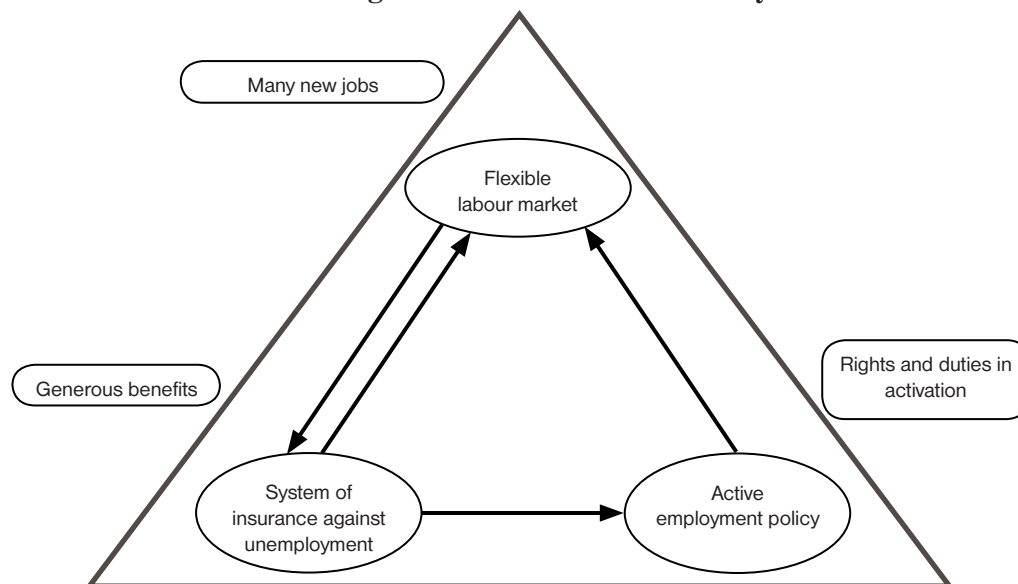 Many new jobs
Flexible
labour market
Generous benefits
Rights and duties in
activation
System of
insurance against
unemployment
Active
employment policy